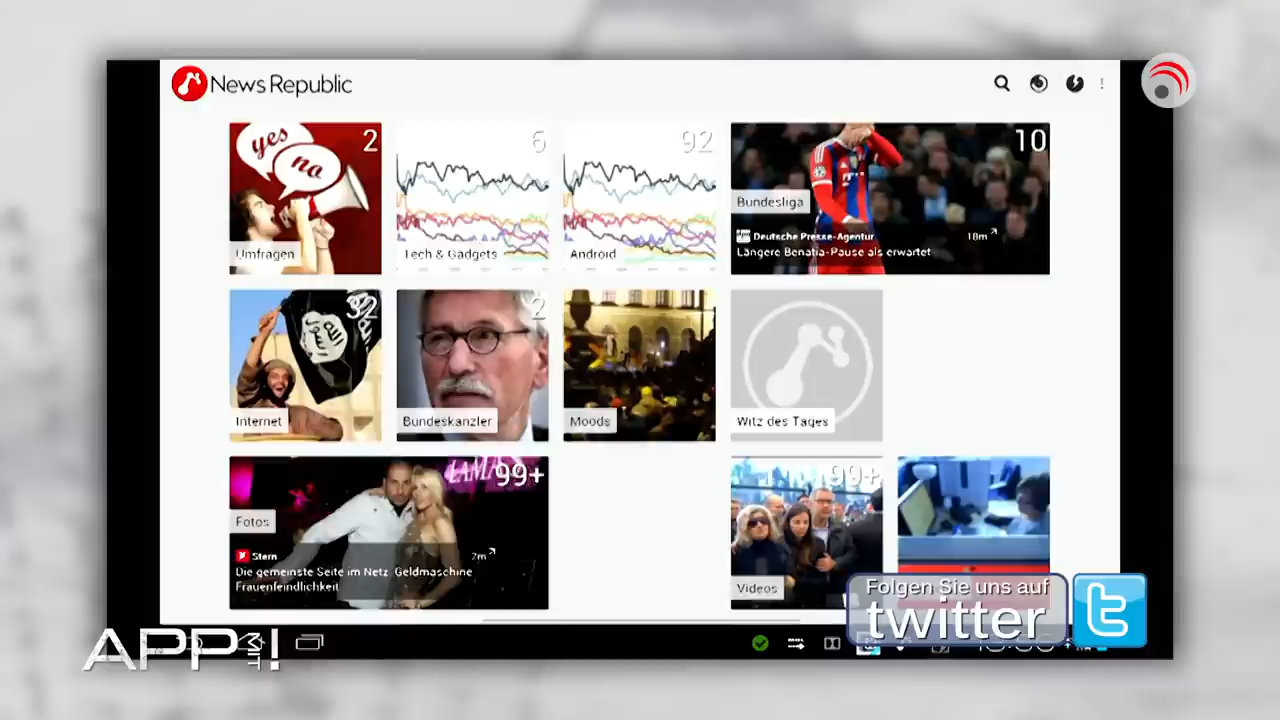 News Republic
yes
no
2
6
92
10
Umfragen
Tech & Gadgets
Android
Bundesliga
Deutsche Presse-Agentur 18m
Längere Benatia-Pause als erwartet
32
2
Internet
Bundeskanzler
Moods
Witz des Tages
99+
99+
Fotos
Stern 2m
Die gemeinste Seite im Netz: Geldmaschine
Frauenfeindlichkeit
Videos
Folgen Sie uns auf
twitter
APP
MIT
!